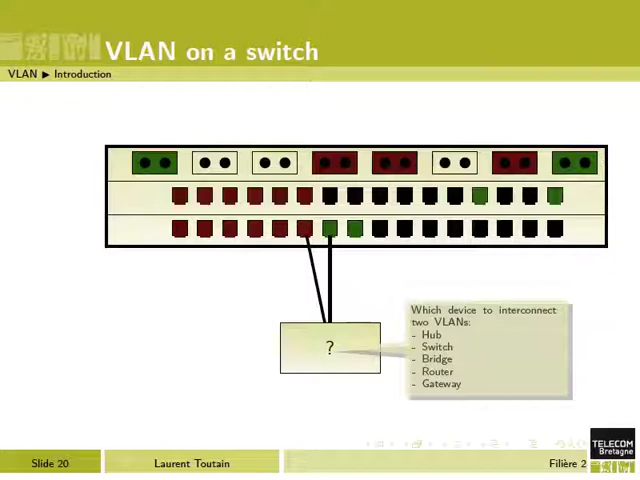 VLAN on a switch
VLAN ▶ Introduction
?
Which device to interconnect
two VLANs:
- Hub
- Switch
- Bridge
- Router
- Gateway
TELECOM
Bretagne
Slide 20
Laurent Toutain
Filière 2